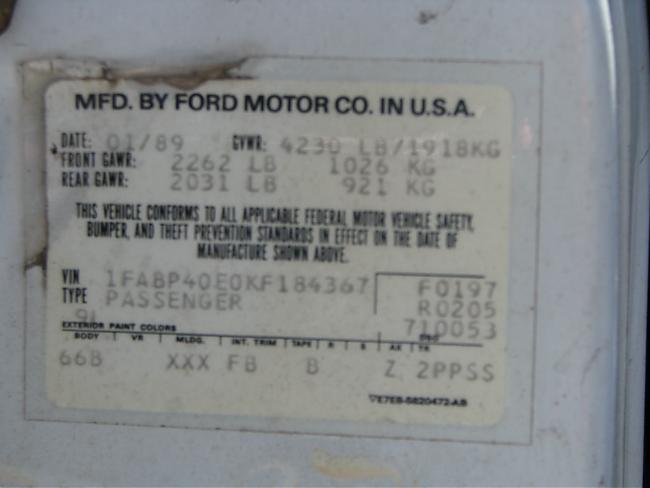 MFD. BY FORD MOTOR CO. IN U.S.A.
DATE: 01/89 GVWR: 4230 LB/1918KG
FRONT GAWR: 2262 LB 1026 KG
REAR GAWR: 2031 LB 921 KG
THIS VEHICLE CONFORMS TO ALL APPLICABLE FEDERAL MOTOR VEHICLE SAFETY,
BUMPER, AND THEFT PREVENTION STANDARDS IN EFFECT ON THE DATE OF
MANUFACTURE SHOWN ABOVE.
VIN 1FABP40E0KF184367 F0197
TYPE PASSENGER R0205
9L 710053
EXTERIOR PAINT COLORS DSO
BODY VR MLDG. INT. TRIM TAPE R S AX TR
66B XXX FB B Z 2PPSS
E7EB-5820472-AB